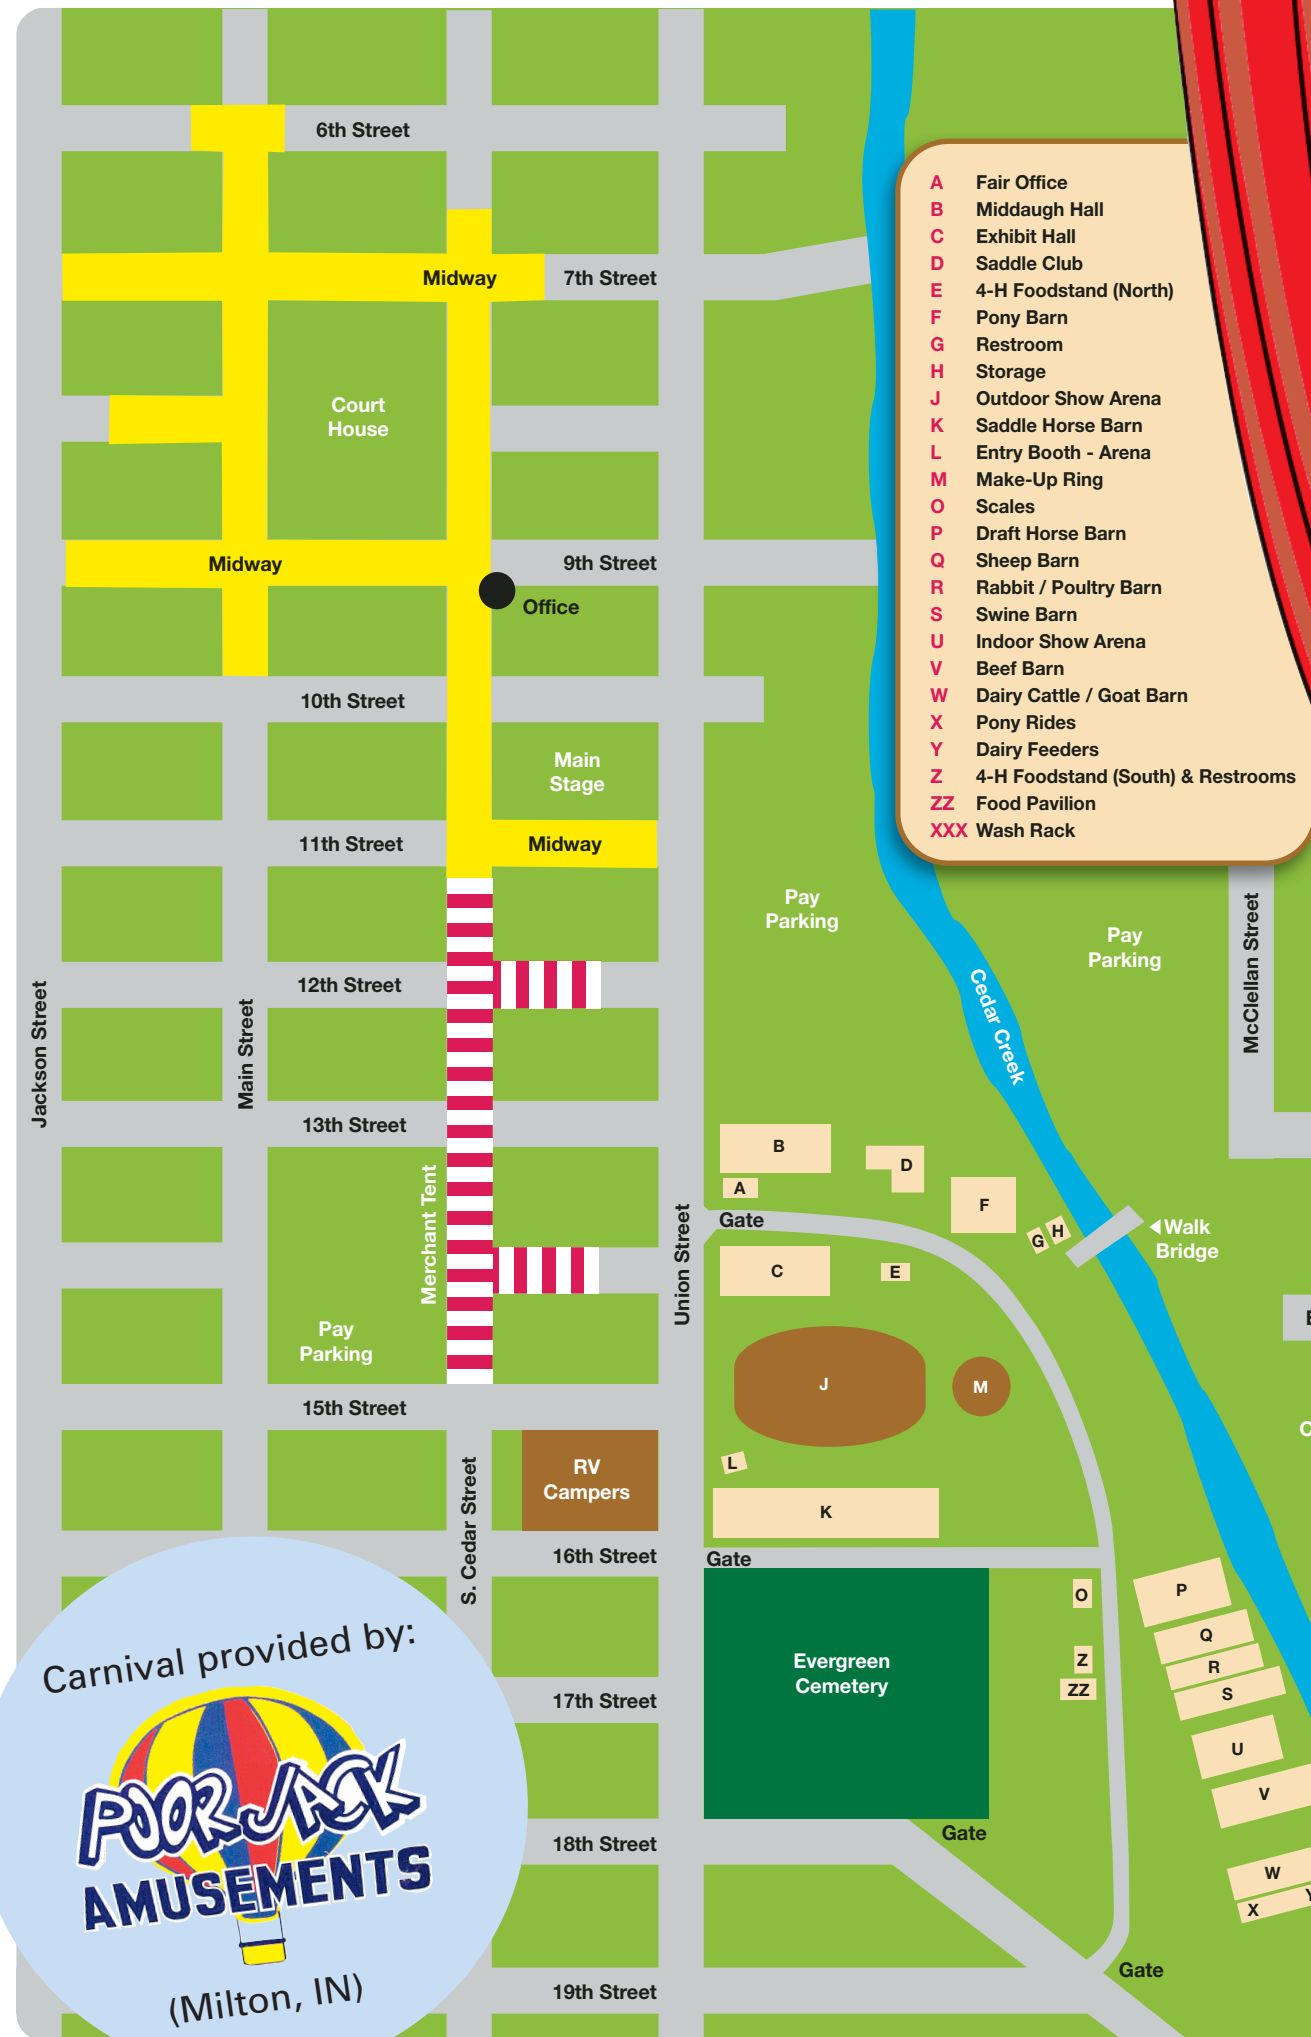 6th Street
A Fair Office
B Middaugh Hall
C Exhibit Hall
D Saddle Club
E 4-H Foodstand (North)
F Pony Barn
G Restroom
H Storage
J Outdoor Show Arena
K Saddle Horse Barn
L Entry Booth - Arena
M Make-Up Ring
O Scales
P Draft Horse Barn
Q Sheep Barn
R Rabbit / Poultry Barn
S Swine Barn
U Indoor Show Arena
V Beef Barn
W Dairy Cattle / Goat Barn
X Pony Rides
Y Dairy Feeders
Z 4-H Foodstand (South) & Restrooms
ZZ Food Pavilion
XXX Wash Rack
Midway
7th Street
Court
House
Midway
9th Street
Office
10th Street
Main
Stage
11th Street
Midway
Pay
Parking
Pay
Parking
McClellan Street
Cedar Creek
12th Street
Jackson Street
Main Street
13th Street
Merchant Tent
Union Street
B
D
A
F
Gate
G
H
Walk
Bridge
C
E
Pay
Parking
J
M
15th Street
L
RV
Campers
K
S. Cedar Street
16th Street
Gate
O
P
Q
Z
R
ZZ
S
Evergreen
Cemetery
17th Street
U
V
Gate
18th Street
W
X
Y
Gate
19th Street
Carnival provided by:
POOR JACK
AMUSEMENTS
(Milton, IN)